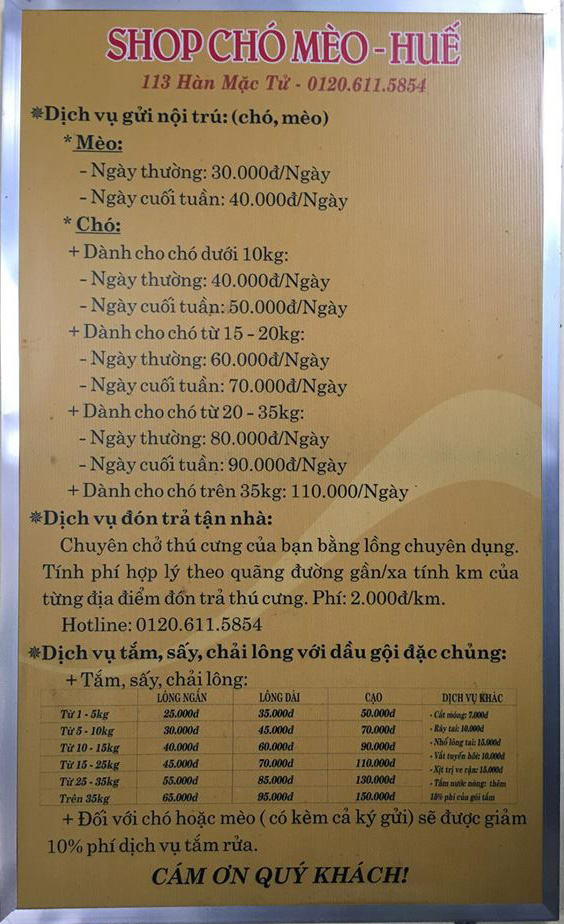 SHOP CHÓ MÈO - HUẾ
113 Hàn Mặc Tử - 0120.611.5854
*Dịch vụ gửi nội trú: (chó, mèo)
* Mèo:
- Ngày thường: 30.000đ/Ngày
- Ngày cuối tuần: 40.000đ/Ngày
* Chó:
+ Dành cho chó dưới 10kg:
- Ngày thường: 40.000đ/Ngày
- Ngày cuối tuần: 50.000đ/Ngày
+ Dành cho chó từ 15 - 20kg:
- Ngày thường: 60.000đ/Ngày
- Ngày cuối tuần: 70.000đ/Ngày
+ Dành cho chó từ 20 - 35kg:
- Ngày thường: 80.000đ/Ngày
- Ngày cuối tuần: 90.000đ/Ngày
+ Dành cho chó trên 35kg: 110.000/Ngày
*Dịch vụ đón trả tận nhà:
Chuyên chở thú cưng của bạn bằng lồng chuyên dụng.
Tính phí hợp lý theo quãng đường gần/xa tính km của
từng địa điểm đón trả thú cưng. Phí: 2.000đ/km.
Hotline: 0120.611.5854
*Dịch vụ tắm, sấy, chải lông với dầu gội đặc chủng:
+ Tắm, sấy, chải lông:
LÔNG NGẮN LÔNG DÀI CẠO DỊCH VỤ KHÁC
Từ 1 - 5kg 25.000đ 35.000đ 50.000đ - Cắt móng: 7.000đ
Từ 5 - 10kg 30.000đ 45.000đ 70.000đ - Ráy tai: 10.000đ
Từ 10 - 15kg 40.000đ 60.000đ 90.000đ - Nhổ lông tai: 15.000đ
- Vắt tuyến hôi: 10.000đ
Từ 15 - 25kg 45.000đ 70.000đ 110.000đ - Xịt trị ve rận: 15.000đ
Từ 25 - 35kg 55.000đ 85.000đ 130.000đ - Tắm nước nóng: thêm
Trên 35kg 65.000đ 95.000đ 150.000đ 15% phí của gói tắm
+ Đối với chó hoặc mèo ( có kèm cả ký gửi) sẽ được giảm
10% phí dịch vụ tắm rửa.
CÁM ƠN QUÝ KHÁCH!